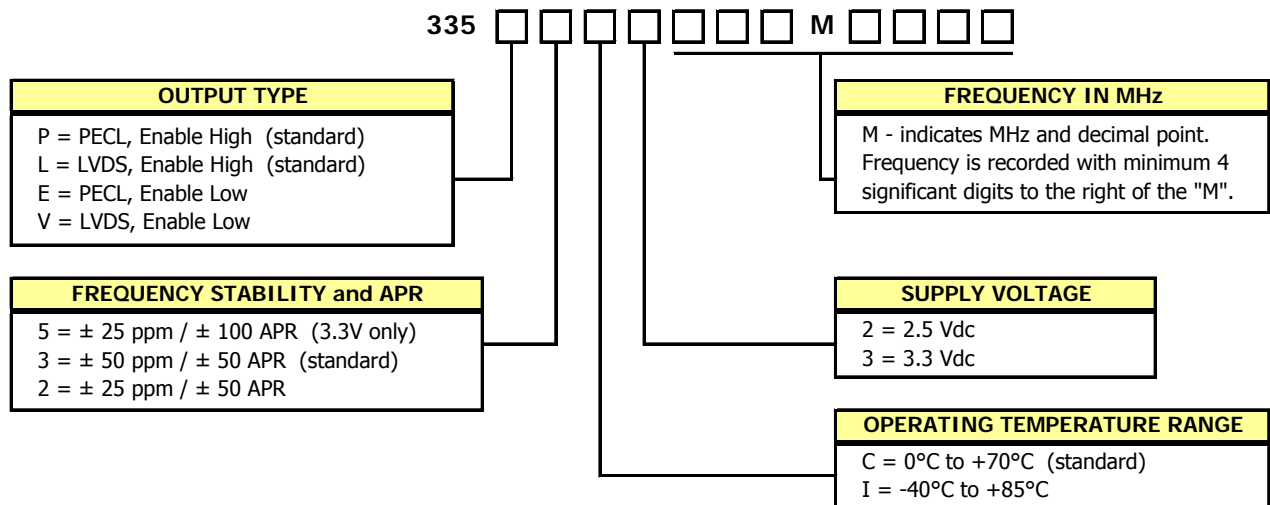 335 □ □ □ □ □ □ □ M □ □ □ □
OUTPUT TYPE
P = PECL, Enable High (standard)
L = LVDS, Enable High (standard)
E = PECL, Enable Low
V = LVDS, Enable Low
FREQUENCY STABILITY and APR
5 = ± 25 ppm / ± 100 APR (3.3V only)
3 = ± 50 ppm / ± 50 APR (standard)
2 = ± 25 ppm / ± 50 APR
FREQUENCY IN MHz
M - indicates MHz and decimal point.
Frequency is recorded with minimum 4
significant digits to the right of the "M".
SUPPLY VOLTAGE
2 = 2.5 Vdc
3 = 3.3 Vdc
OPERATING TEMPERATURE RANGE
C = 0°C to +70°C (standard)
I = -40°C to +85°C